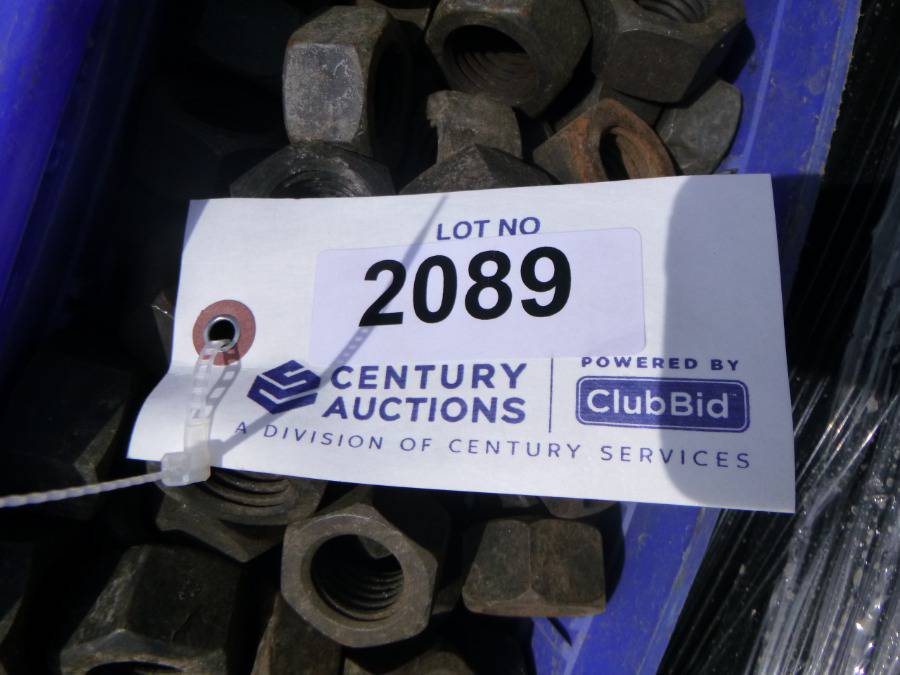 LOT NO
2089
CENTURY
AUCTIONS
A DIVISION OF CENTURY SERVICES
POWERED BY
ClubBid